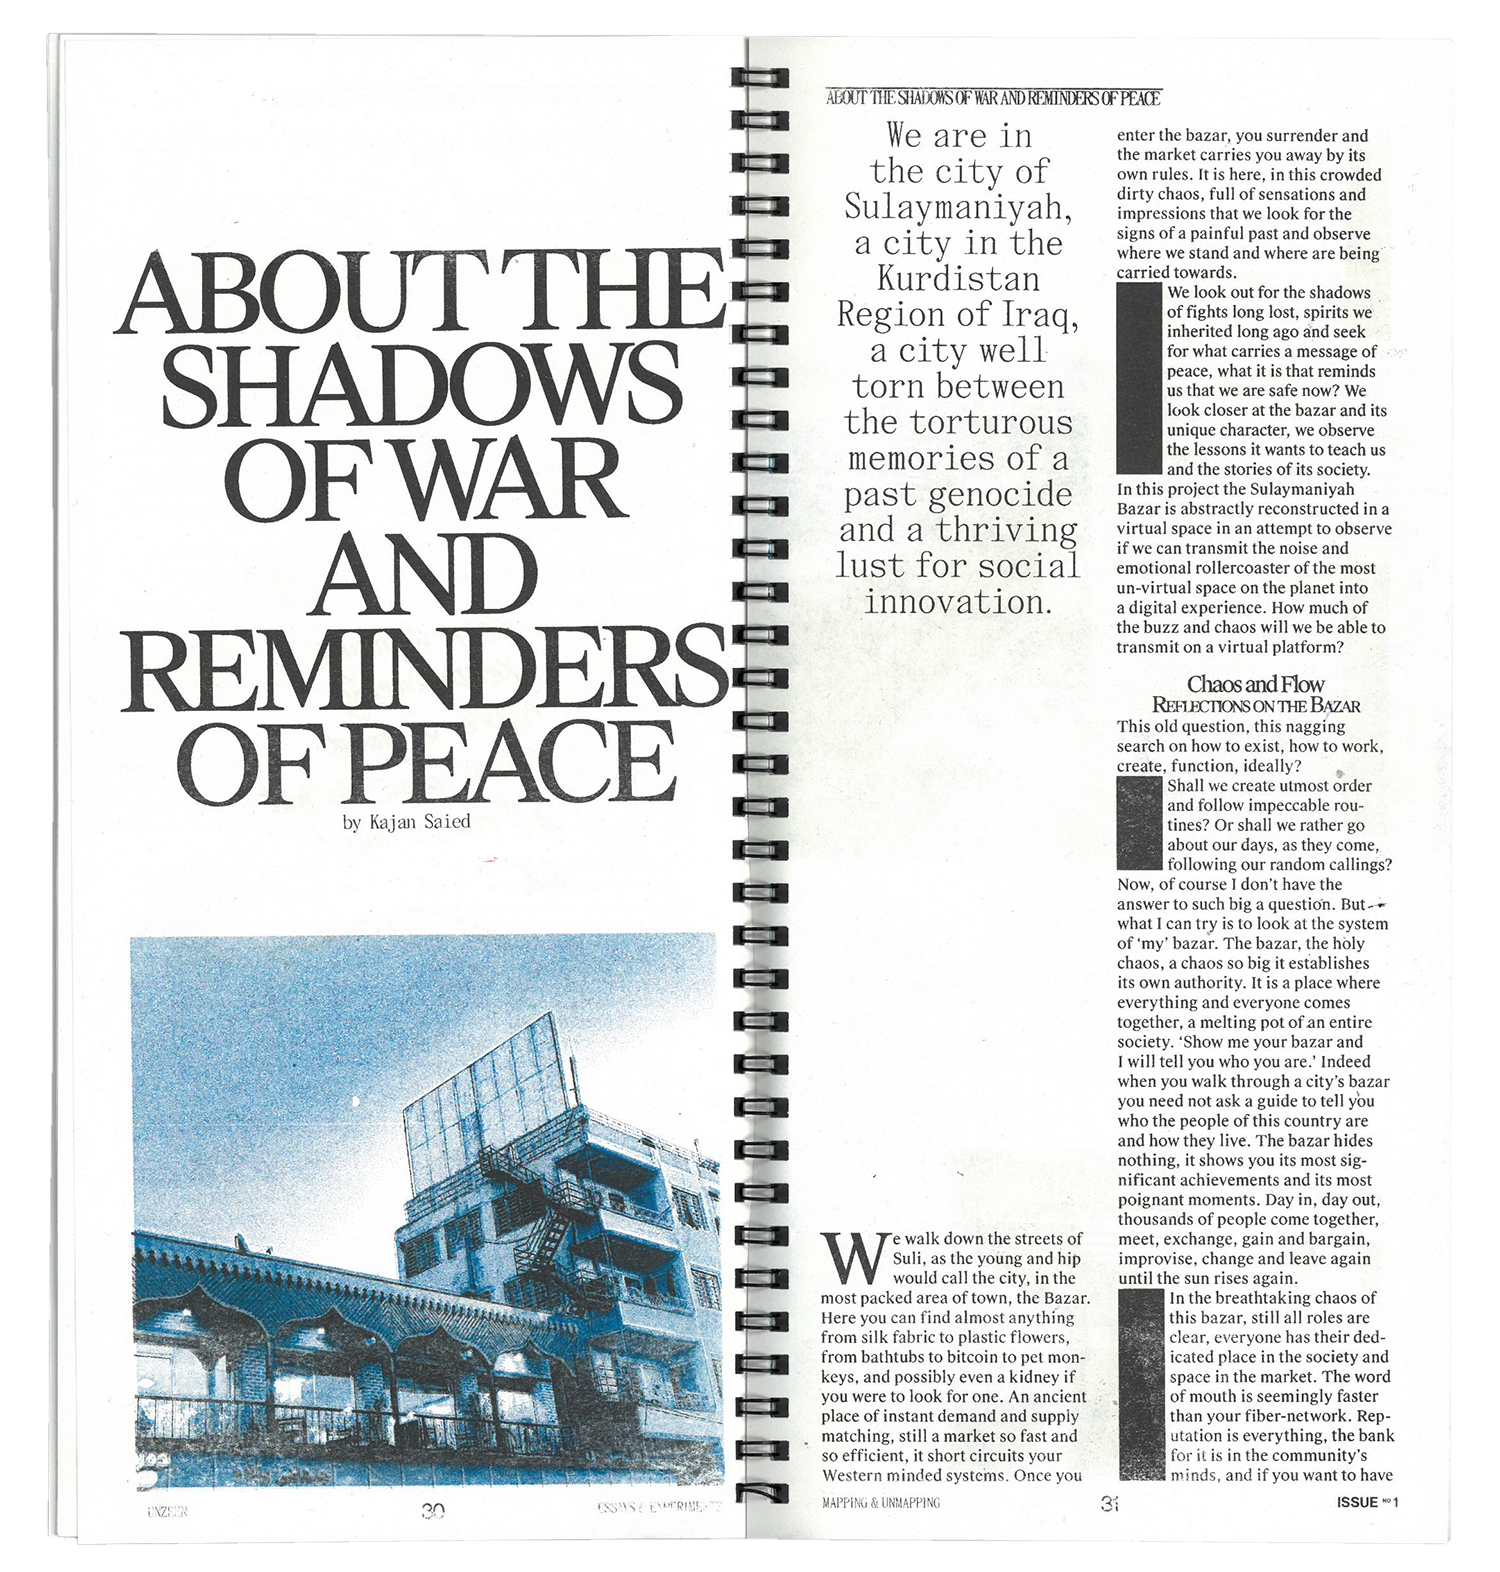 ABOUT THE
SHADOWS
OF WAR
AND
REMINDERS
OF PEACE
by Kajan Saied
30
ABOUT THE SHADOWS OF WAR AND REMINDERS OF PEACE
We are in
the city of
Sulaymaniyah,
a city in the
Kurdistan
Region of Iraq,
a city well
torn between
the torturous
memories of a
past genocide
and a thriving
lust for social
innovation.
We walk down the streets of
Suli, as the young and hip
would call the city, in the
most packed area of town, the Bazar.
Here you can find almost anything
from silk fabric to plastic flowers,
from bathtubs to bitcoin to pet mon-
keys, and possibly even a kidney if
you were to look for one. An ancient
place of instant demand and supply
matching, still a market so fast and
so efficient, it short circuits your
Western minded systems. Once you
enter the bazar, you surrender and
the market carries you away by its
own rules. It is here, in this crowded
dirty chaos, full of sensations and
impressions that we look for the
signs of a painful past and observe
where we stand and where are being
carried towards.
We look out for the shadows
of fights long lost, spirits we
inherited long ago and seek
for what carries a message of
peace, what it is that reminds
us that we are safe now? We
look closer at the bazar and its
unique character, we observe
the lessons it wants to teach us
and the stories of its society.
In this project the Sulaymaniyah
Bazar is abstractly reconstructed in a
virtual space in an attempt to observe
if we can transmit the noise and
emotional rollercoaster of the most
un-virtual space on the planet into
a digital experience. How much of
the buzz and chaos will we be able to
transmit on a virtual platform?
Chaos and Flow
REFLECTIONS ON THE BAZAR
This old question, this nagging
search on how to exist, how to work,
create, function, ideally?
Shall we create utmost order
and follow impeccable rou-
tines? Or shall we rather go
about our days, as they come,
following our random callings?
Now, of course I don't have the
answer to such big a question. But
what I can try is to look at the system
of 'my' bazar. The bazar, the holy
chaos, a chaos so big it establishes
its own authority. It is a place where
everything and everyone comes
together, a melting pot of an entire
society. 'Show me your bazar and
I will tell you who you are.' Indeed
when you walk through a city's bazar
you need not ask a guide to tell you
who the people of this country are
and how they live. The bazar hides
nothing, it shows you its most sig-
nificant achievements and its most
poignant moments. Day in, day out,
thousands of people come together,
meet, exchange, gain and bargain,
improvise, change and leave again
until the sun rises again.
In the breathtaking chaos of
this bazar, still all roles are
clear, everyone has their ded-
icated place in the society and
space in the market. The word
of mouth is seemingly faster
than your fiber-network. Rep-
utation is everything, the bank
for it is in the community's
minds, and if you want to have
MAPPING & UNMAPPING
31
ISSUE Nº 1